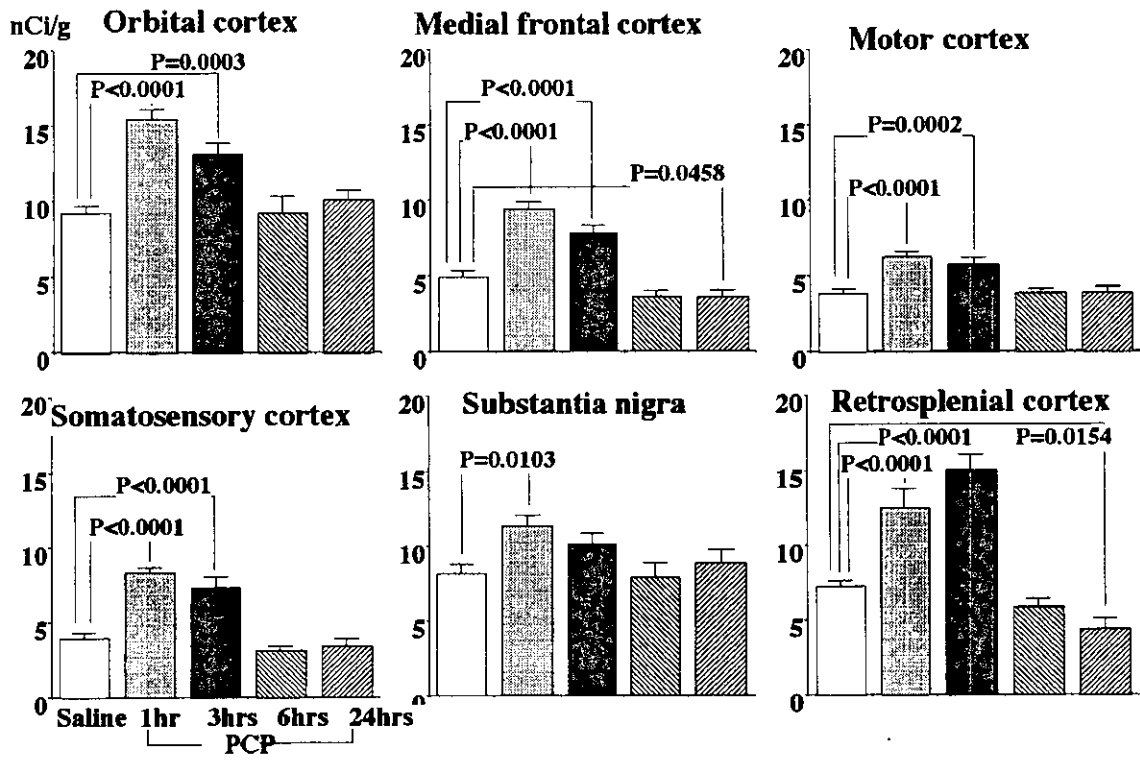 nCi/g
Orbital cortex
20
15
10
5
0
P=0.0003
P<0.0001
Medial frontal cortex
20
15
10
5
0
P<0.0001
P<0.0001
P=0.0458
Motor cortex
20
15
10
5
0
P=0.0002
P<0.0001
Somatosensory cortex
20
15
10
5
0
P<0.0001
P<0.0001
Saline 1hr 3hrs 6hrs 24hrs
PCP
Substantia nigra
20
15
10
5
0
P=0.0103
Retrosplenial cortex
20
15
10
5
0
P<0.0001 P=0.0154
P<0.0001